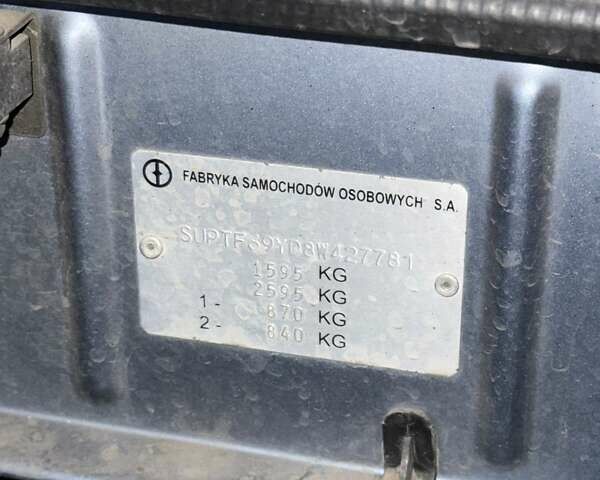 FABRYKA SAMOCHODÓW OSOBOWYCH S.A.
SUPTF69YD8W427781
1595 KG
2595 KG
1 - 870 KG
2 - 840 KG